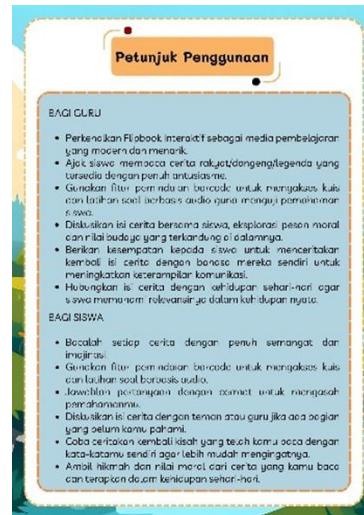 Petunjuk Penggunaan
BAGI GURU
• Perkenalkan Flipbook Interaktif sebagai media pembelajaran
yang modern dan menarik.
• Ajak siswa membaca cerita rakyat/dongeng/legenda yang
tersedia dengan penuh antusiasme.
• Gunakan fitur pemindaian barcode untuk mengakses kuis
dan latihan soal berbasis audio guna menguji pemahaman
siswa.
• Diskusikan isi cerita bersama siswa, eksplorasi pesan moral
dan nilai budaya yang terkandung di dalamnya.
• Berikan kesempatan kepada siswa untuk menceritakan
kembali isi cerita dengan bahasa mereka sendiri untuk
meningkatkan keterampilan komunikasi.
• Hubungkan isi cerita dengan kehidupan sehari-hari agar
siswa memahami relevansinya dalam kehidupan nyata.
BAGI SISWA
• Bacalah setiap cerita dengan penuh semangat dan
imajinasi.
• Gunakan fitur pemindaian barcode untuk mengakses kuis
dan latihan soal berbasis audio.
• Jawablah pertanyaan dengan cermat untuk mengasah
pemahamanmu.
• Diskusikan isi cerita dengan teman atau guru jika ada bagian
yang belum kamu pahami.
• Coba ceritakan kembali kisah yang telah kamu baca dengan
kata-katamu sendiri agar lebih mudah mengingatnya.
• Ambil hikmah dan nilai moral dari cerita yang kamu baca
dan terapkan dalam kehidupan sehari-hari.